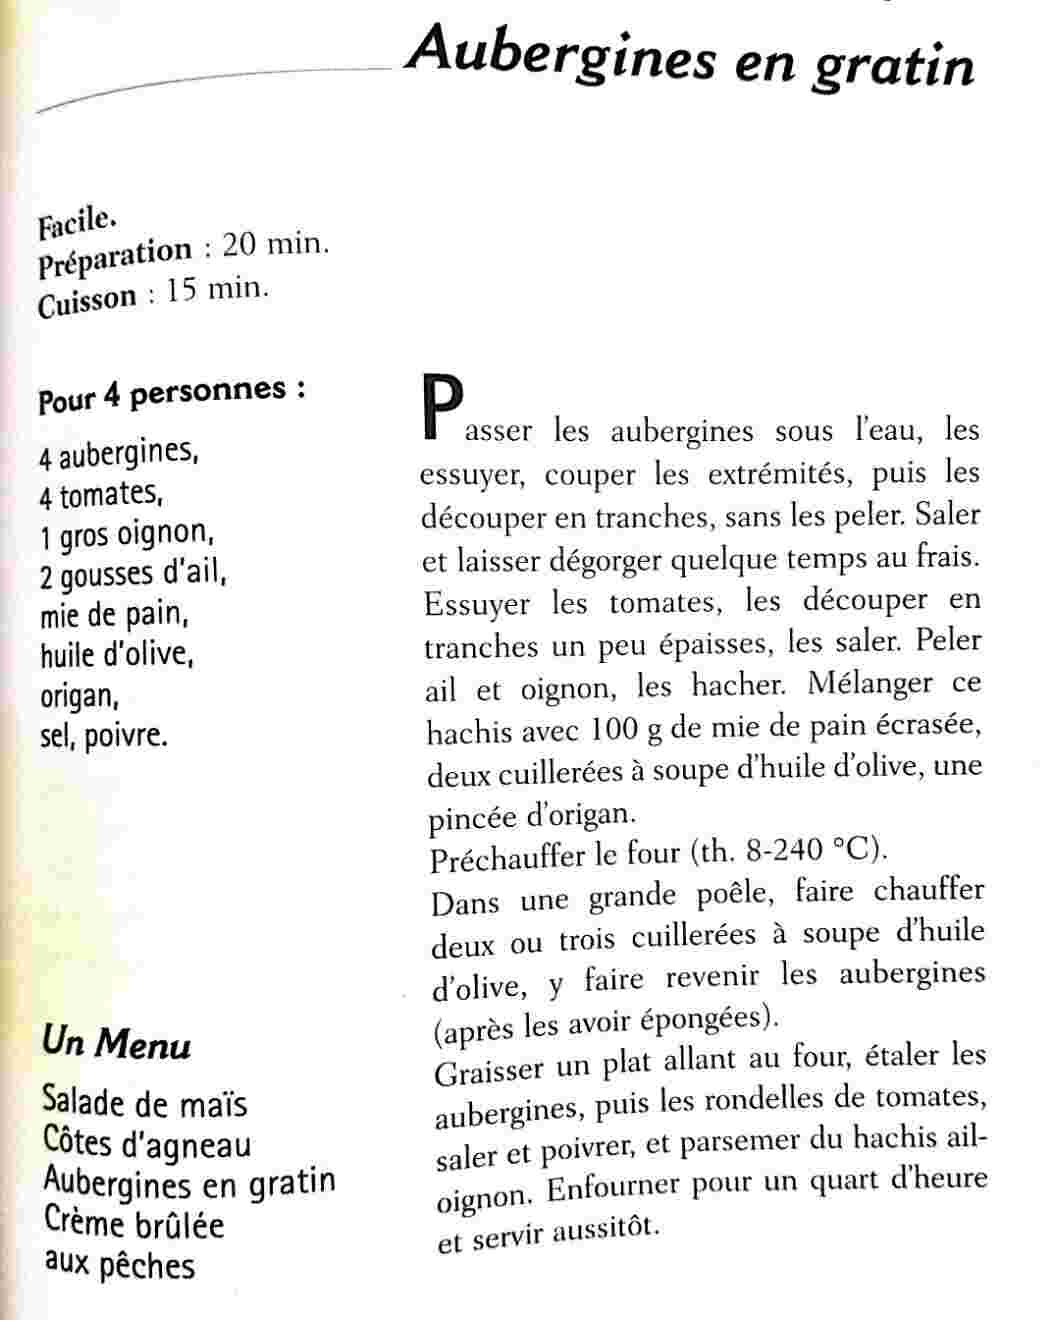 Aubergines en gratin
Facile.
Préparation : 20 min.
Cuisson : 15 min.
Pour 4 personnes :
4 aubergines,
4 tomates,
1 gros oignon,
2 gousses d'ail,
mie de pain,
huile d'olive,
origan,
sel, poivre.
Un Menu
Salade de maïs
Côtes d'agneau
Aubergines en gratin
Crème brûlée
aux pêches
Passer les aubergines sous l'eau, les
essuyer, couper les extrémités, puis les
découper en tranches, sans les peler. Saler
et laisser dégorger quelque temps au frais.
Essuyer les tomates, les découper en
tranches un peu épaisses, les saler. Peler
ail et oignon, les hacher. Mélanger ce
hachis avec 100 g de mie de pain écrasée,
deux cuillerées à soupe d'huile d'olive, une
pincée d'origan.
Préchauffer le four (th. 8-240 °C).
Dans une grande poêle, faire chauffer
deux ou trois cuillerées à soupe d'huile
d'olive, y faire revenir les aubergines
(après les avoir épongées).
Graisser un plat allant au four, étaler les
aubergines, puis les rondelles de tomates,
saler et poivrer, et parsemer du hachis ail-
oignon. Enfourner pour un quart d'heure
et servir aussitôt.